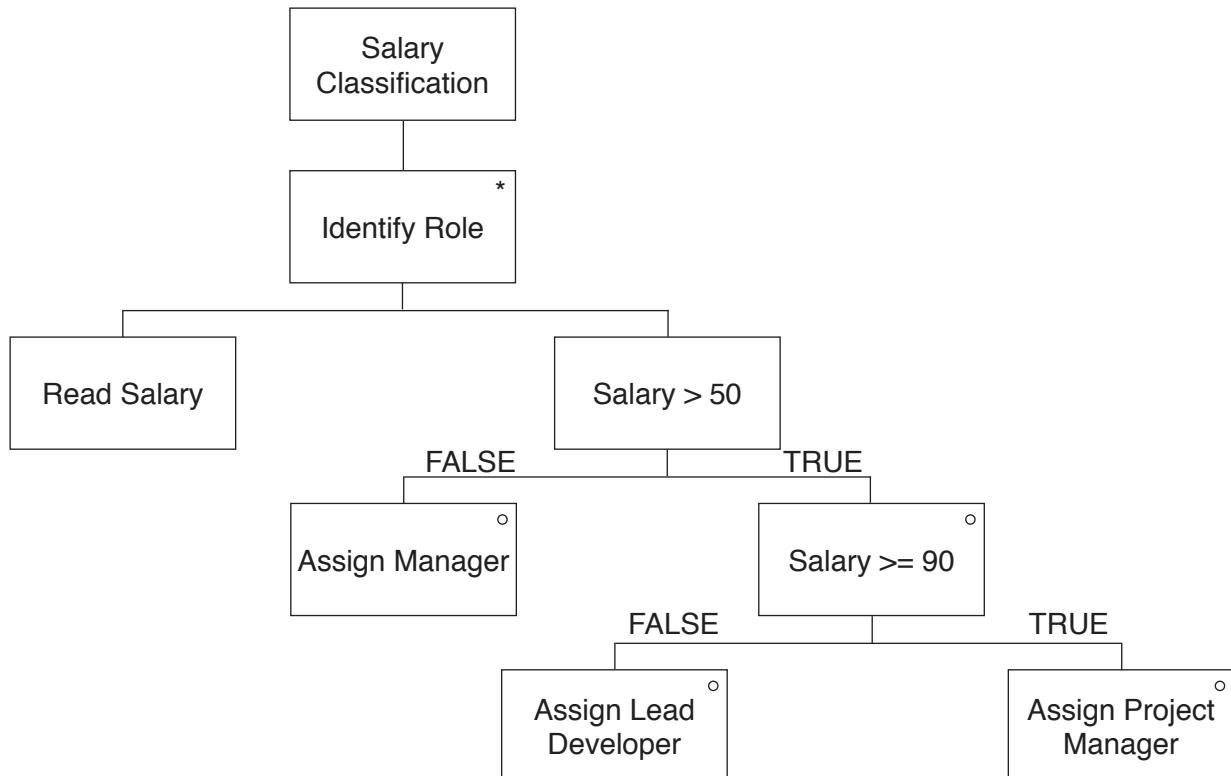 Salary
Classification
*
Identify Role
Read Salary
Salary > 50
FALSE
TRUE
Assign Manager
Salary >= 90
FALSE
TRUE
Assign Lead
Developer
Assign Project
Manager